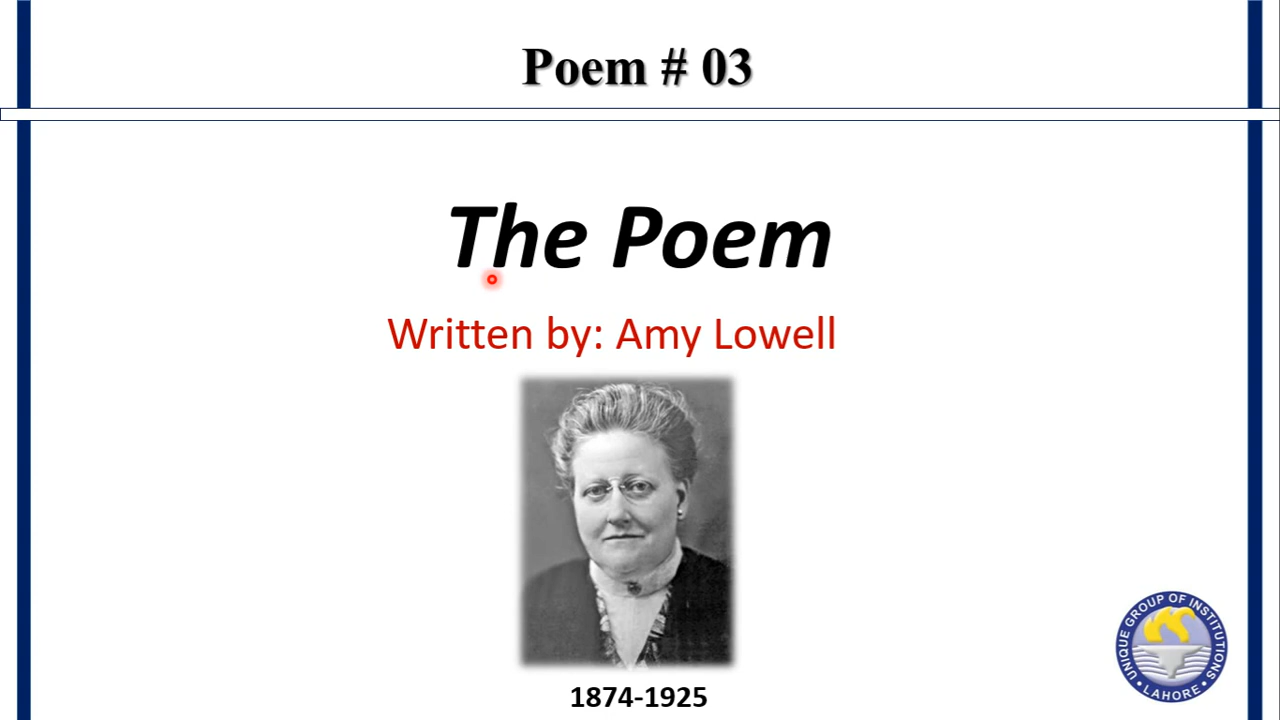 Poem # 03
The Poem
Written by: Amy Lowell
1874-1925
UNIQUE GROUP OF INSTITUTIONS
• LAHORE •